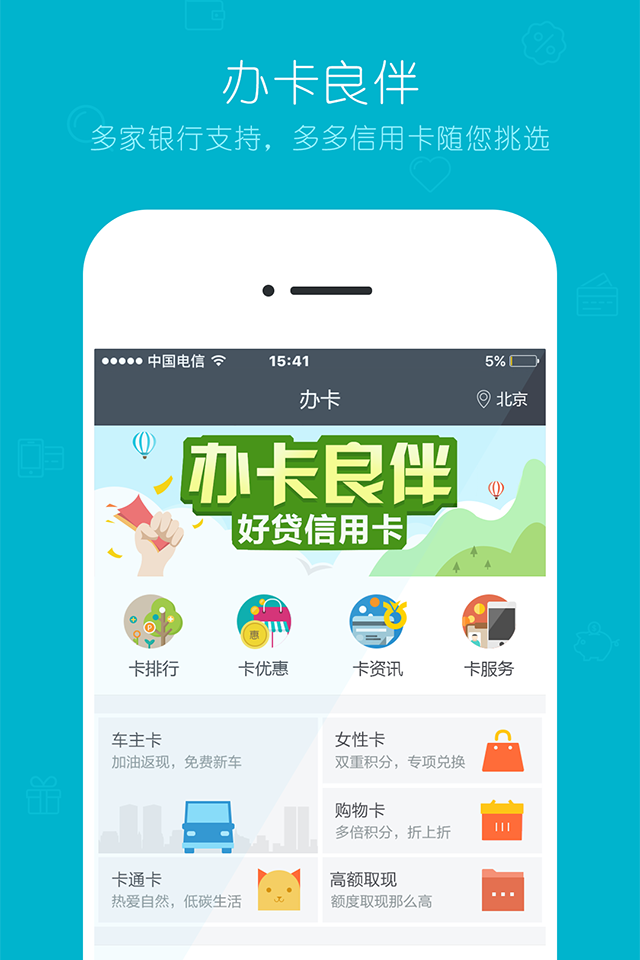 办卡良伴
多家银行支持，多多信用卡随您挑选
中国电信 15:41 5%
办卡 北京
办卡良伴
好贷信用卡
惠
卡排行 卡优惠 卡资讯 卡服务
车主卡
加油返现，免费新车
女性卡
双重积分，专项兑换
购物卡
多倍积分，折上折
卡通卡
热爱自然，低碳生活
高额取现
额度取现那么高